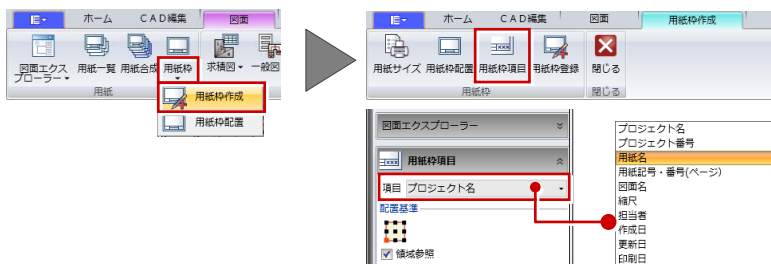 ホーム CAD編集 図面
図面エクス
プローラー
用紙一覧 用紙合成 用紙枠 求積図 一般図
用紙
用紙枠作成
用紙枠配置
ホーム CAD編集 図面 用紙枠作成
用紙サイズ 用紙枠配置 用紙枠項目 用紙枠登録 閉じる
用紙枠 閉じる
図面エクスプローラー
用紙枠項目
項目 プロジェクト名
配置基準
領域参照
プロジェクト名
プロジェクト番号
用紙名
用紙記号・番号(ページ)
図面名
縮尺
担当者
作成日
更新日
印刷日